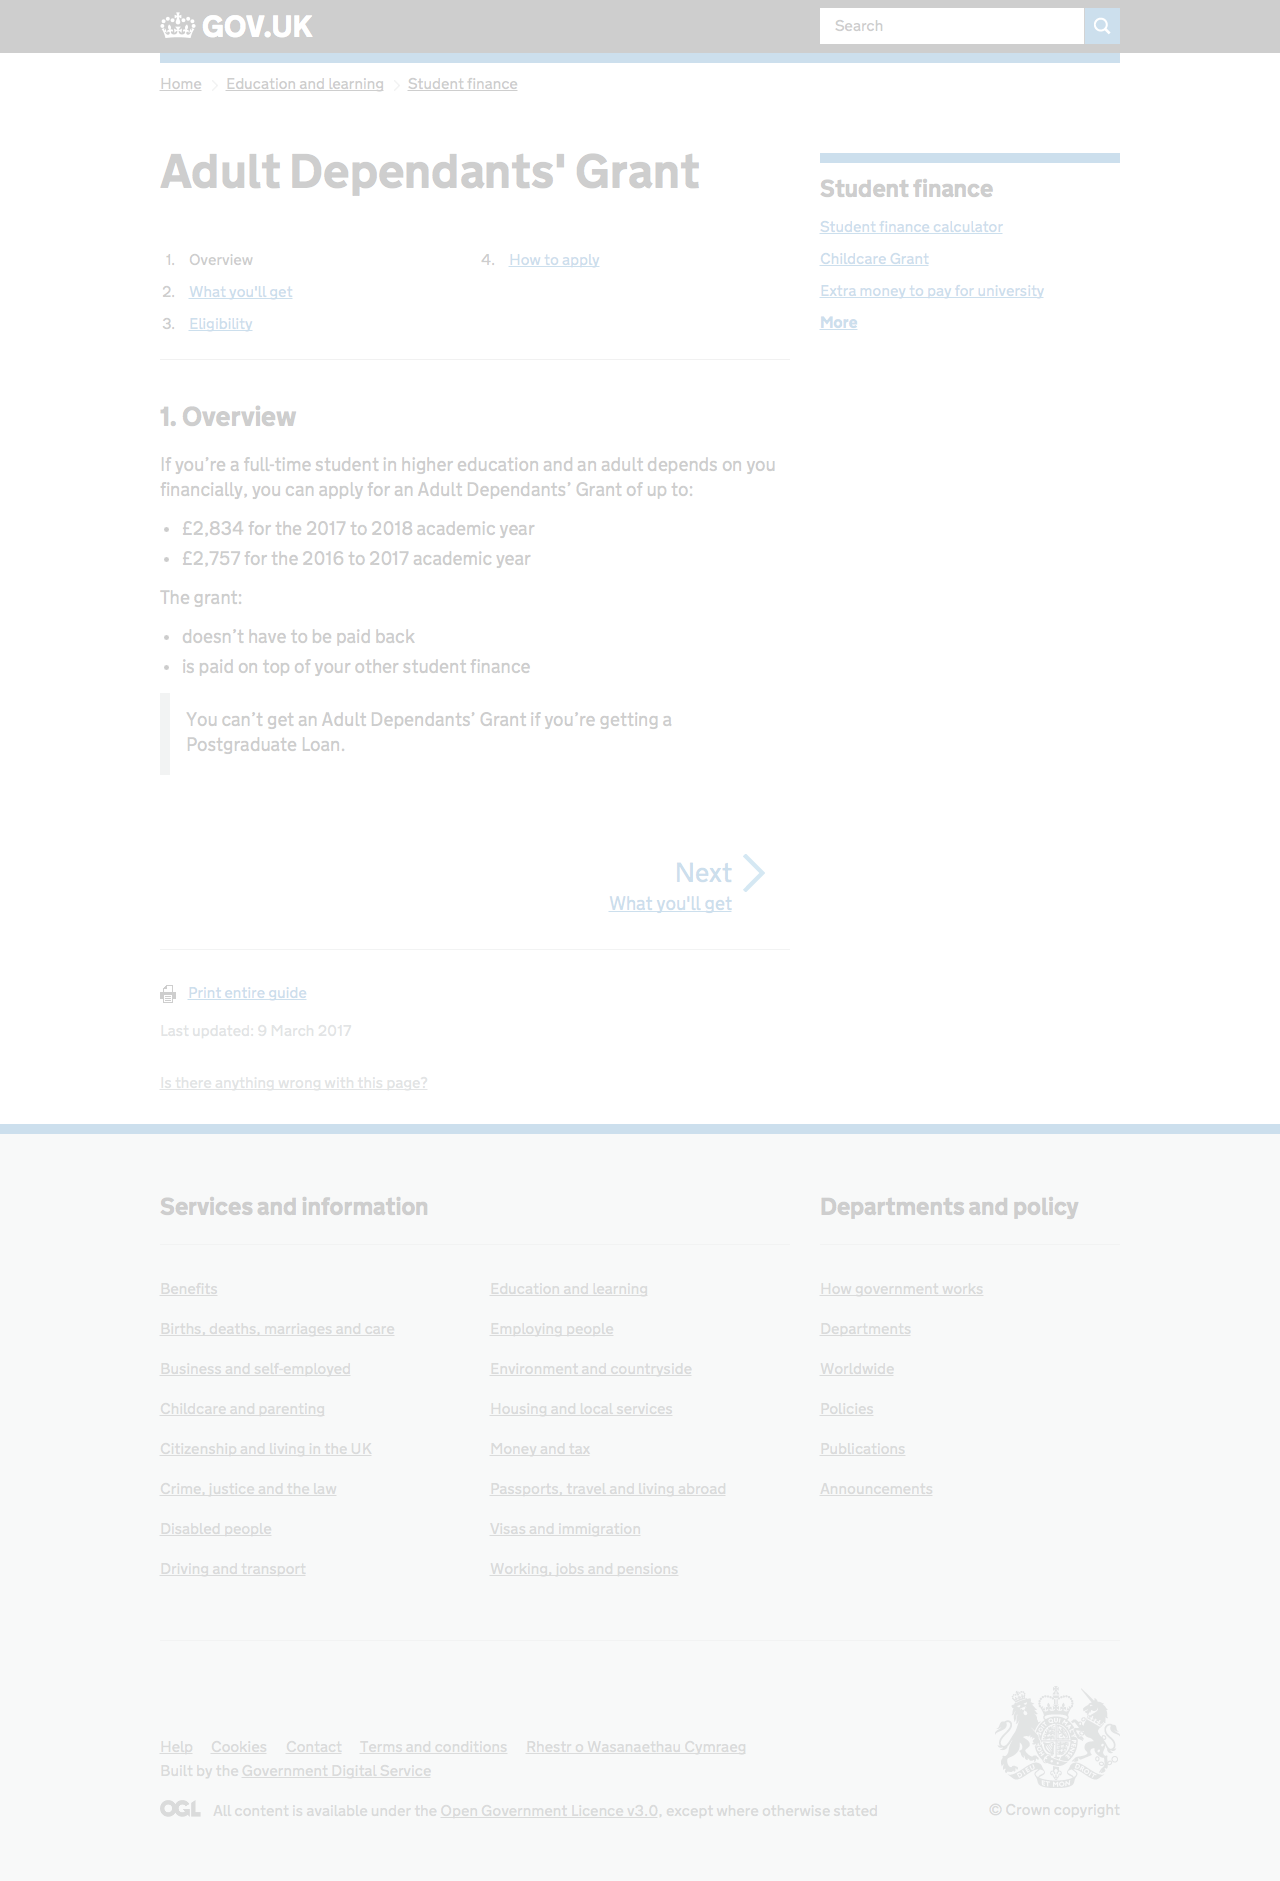 GOV.UK
Search
Home Education and learning Student finance
Adult Dependants' Grant
1. Overview
2. What you'll get
3. Eligibility
4. How to apply
Student finance
Student finance calculator
Childcare Grant
Extra money to pay for university
More
1. Overview
If you’re a full-time student in higher education and an adult depends on you
financially, you can apply for an Adult Dependants’ Grant of up to:
• £2,834 for the 2017 to 2018 academic year
• £2,757 for the 2016 to 2017 academic year
The grant:
• doesn’t have to be paid back
• is paid on top of your other student finance
You can’t get an Adult Dependants’ Grant if you’re getting a
Postgraduate Loan.
Next
What you'll get
Print entire guide
Last updated: 9 March 2017
Is there anything wrong with this page?
Services and information
Benefits
Births, deaths, marriages and care
Business and self-employed
Childcare and parenting
Citizenship and living in the UK
Crime, justice and the law
Disabled people
Driving and transport
Education and learning
Employing people
Environment and countryside
Housing and local services
Money and tax
Passports, travel and living abroad
Visas and immigration
Working, jobs and pensions
Departments and policy
How government works
Departments
Worldwide
Policies
Publications
Announcements
Help Cookies Contact Terms and conditions Rhestr o Wasanaethau Cymraeg
Built by the Government Digital Service
OGL All content is available under the Open Government Licence v3.0, except where otherwise stated
© Crown copyright